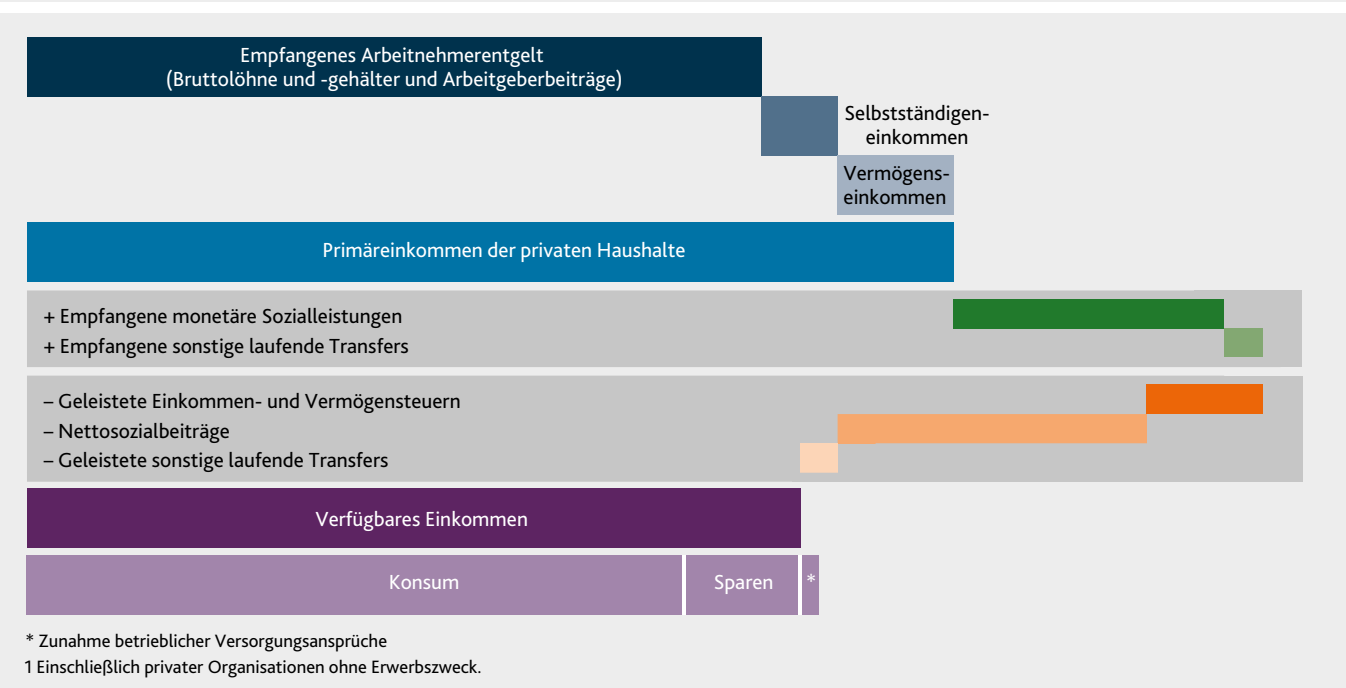 Empfangenes Arbeitnehmerentgelt
(Bruttolöhne und -gehälter und Arbeitgeberbeiträge)
Selbstständigen-
einkommen
Vermögens-
einkommen
Primäreinkommen der privaten Haushalte
+ Empfangene monetäre Sozialleistungen
+ Empfangene sonstige laufende Transfers
– Geleistete Einkommen- und Vermögensteuern
– Nettosozialbeiträge
– Geleistete sonstige laufende Transfers
Verfügbares Einkommen
Konsum
Sparen
*
* Zunahme betrieblicher Versorgungsansprüche
1 Einschließlich privater Organisationen ohne Erwerbszweck.